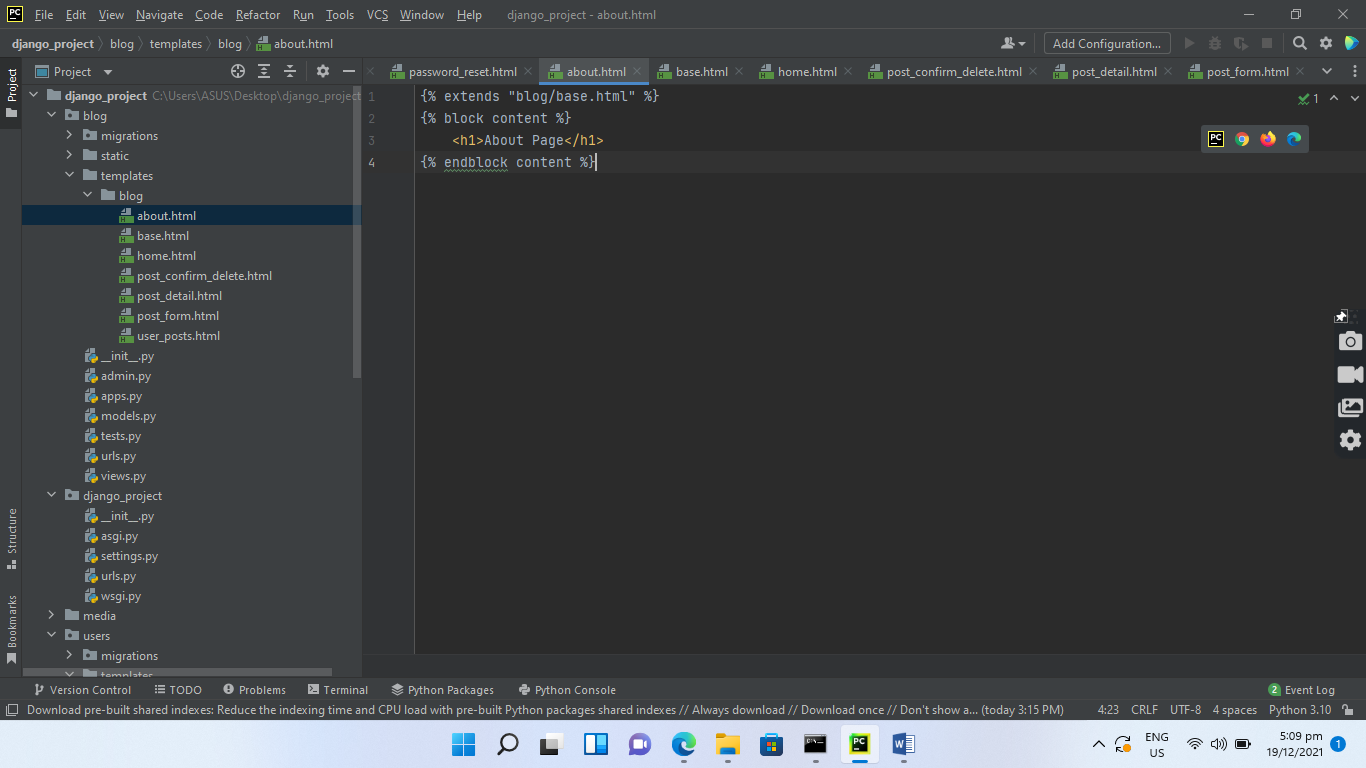 PC File Edit View Navigate Code Refactor Run Tools VCS Window Help django_project - about.html
django_project blog templates blog about.html Add Configuration...
Project Project password_reset.html about.html base.html home.html post_confirm_delete.html post_detail.html post_form.html
django_project C:\Users\ASUS\Desktop\django_project
blog
migrations
static
templates
blog
about.html
base.html
home.html
post_confirm_delete.html
post_detail.html
post_form.html
user_posts.html
__init__.py
admin.py
apps.py
models.py
tests.py
urls.py
views.py
django_project
__init__.py
asgi.py
settings.py
urls.py
wsgi.py
media
users
migrations
templates
Structure
Bookmarks
1 {% extends "blog/base.html" %}
2 {% block content %}
3 <h1>About Page</h1>
4 {% endblock content %}
1
PC
Version Control TODO Problems Terminal Python Packages Python Console 2 Event Log
Download pre-built shared indexes: Reduce the indexing time and CPU load with pre-built Python packages shared indexes // Always download // Download once // Don't show a... (today 3:15 PM) 4:23 CRLF UTF-8 4 spaces Python 3.10
PC W ENG US 5:09 pm 19/12/2021 1